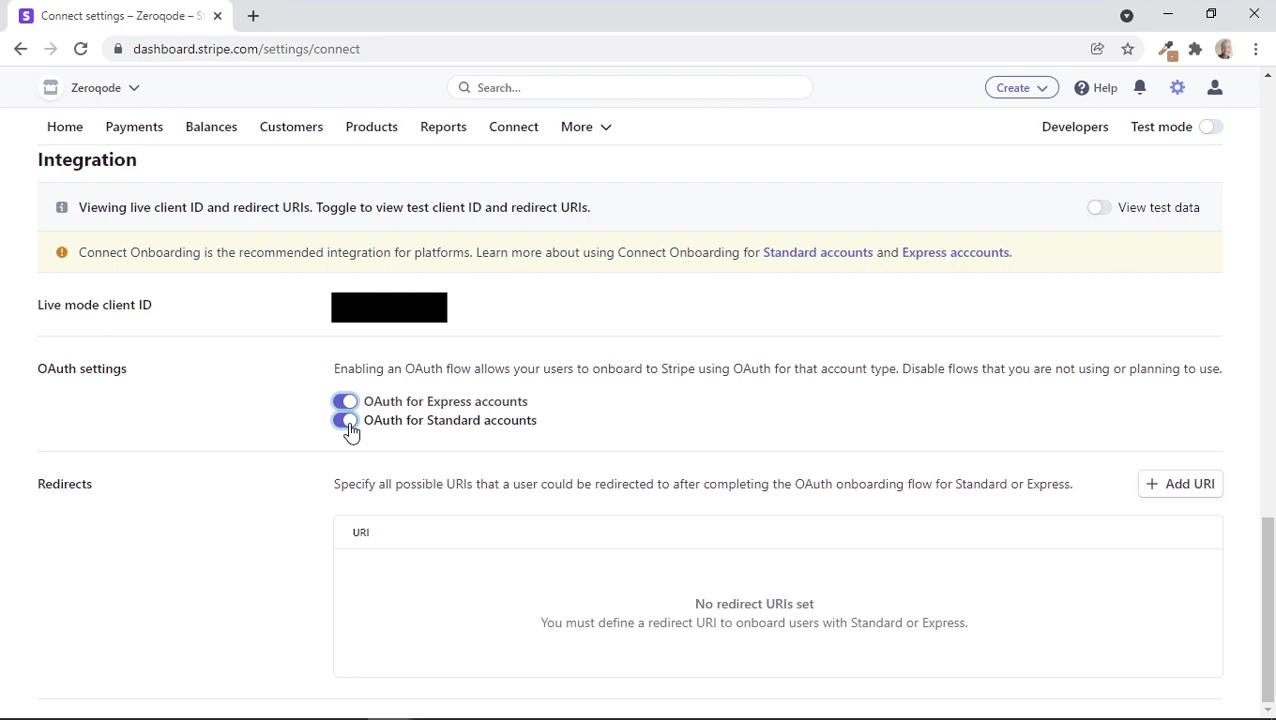 Connect settings – Zeroqode – S
dashboard.stripe.com/settings/connect
Zeroqode
Search...
Create
Help
Home
Payments
Balances
Customers
Products
Reports
Connect
More
Developers
Test mode
Integration
Viewing live client ID and redirect URIs. Toggle to view test client ID and redirect URIs.
View test data
Connect Onboarding is the recommended integration for platforms. Learn more about using Connect Onboarding for Standard accounts and Express acccounts.
Live mode client ID
OAuth settings
Enabling an OAuth flow allows your users to onboard to Stripe using OAuth for that account type. Disable flows that you are not using or planning to use.
OAuth for Express accounts
OAuth for Standard accounts
Redirects
Specify all possible URIs that a user could be redirected to after completing the OAuth onboarding flow for Standard or Express.
+ Add URI
URI
No redirect URIs set
You must define a redirect URI to onboard users with Standard or Express.